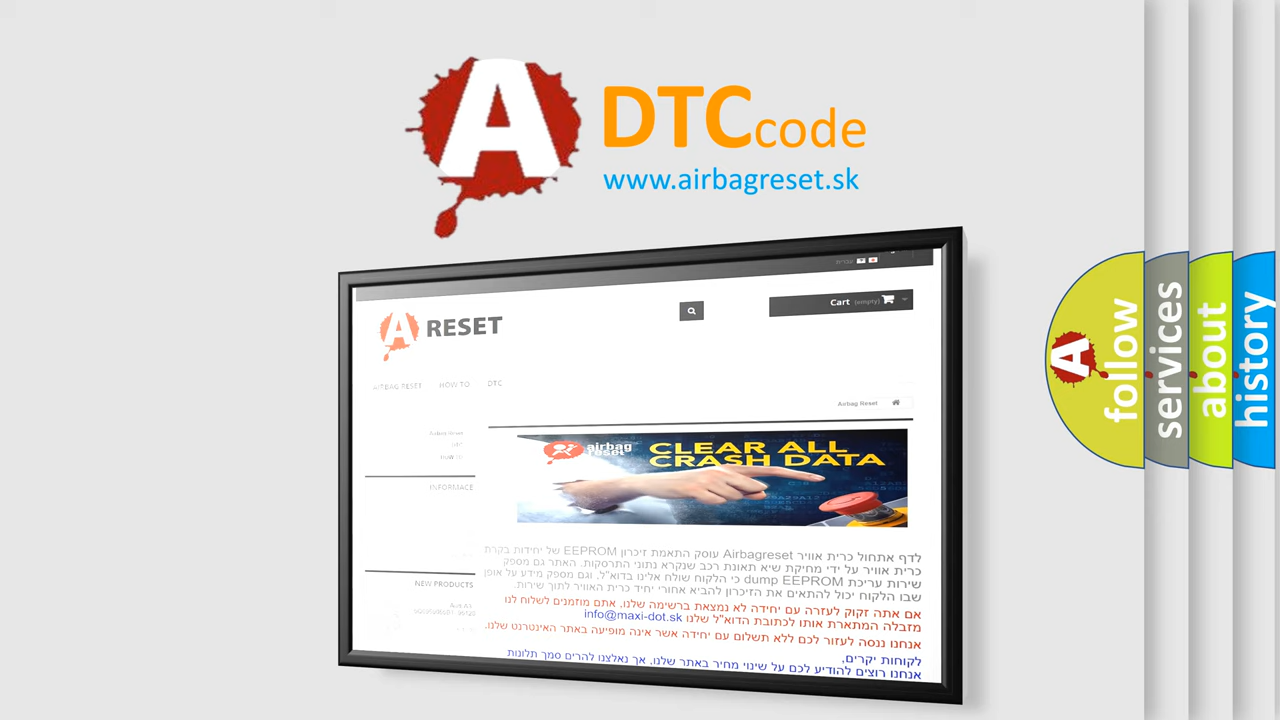 A DTCcode
www.airbagreset.sk
Cart (empty)
A RESET
AIRBAG RESET HOW TO DTC
Airbag Reset
Airbag Reset
INFORMACE
NEW PRODUCTS
airbag
reset
CLEAR ALL
CRASH DATA
לדף אתחול כרית אוויר Airbagreset עוסק התאמת זיכרון EEPROM של יחידות בקרת
כרית אוויר על ידי מחיקת שיא תאונת רכב שנקרא נתוני התרסקות. האתר גם מספק
שירות עריכת dump EEPROM כי הלקוח שולח אלינו בדוא"ל, וגם מספק מידע על אופן
שבו הלקוח יכול להתאים את הזיכרון להביא אחורי יחיד כרית האוויר לתוך שירות.
אם אתה זקוק לעזרה עם יחידה לא נמצאת ברשימה שלנו, אתם מוזמנים לשלוח לנו
מזבלה המתארת אותו לכתובת הדוא"ל שלנו info@maxi-dot.sk
אנחנו ננסה לעזור לכם ללא תשלום עם יחידה אשר אינה מופיעה באתר האינטרנט שלנו.
לקוחות יקרים,
אנחנו רוצים להודיע לכם על שינוי מחיר באתר שלנו, אך נאלצנו להרים סמך תלונות
A follow
services
about
history